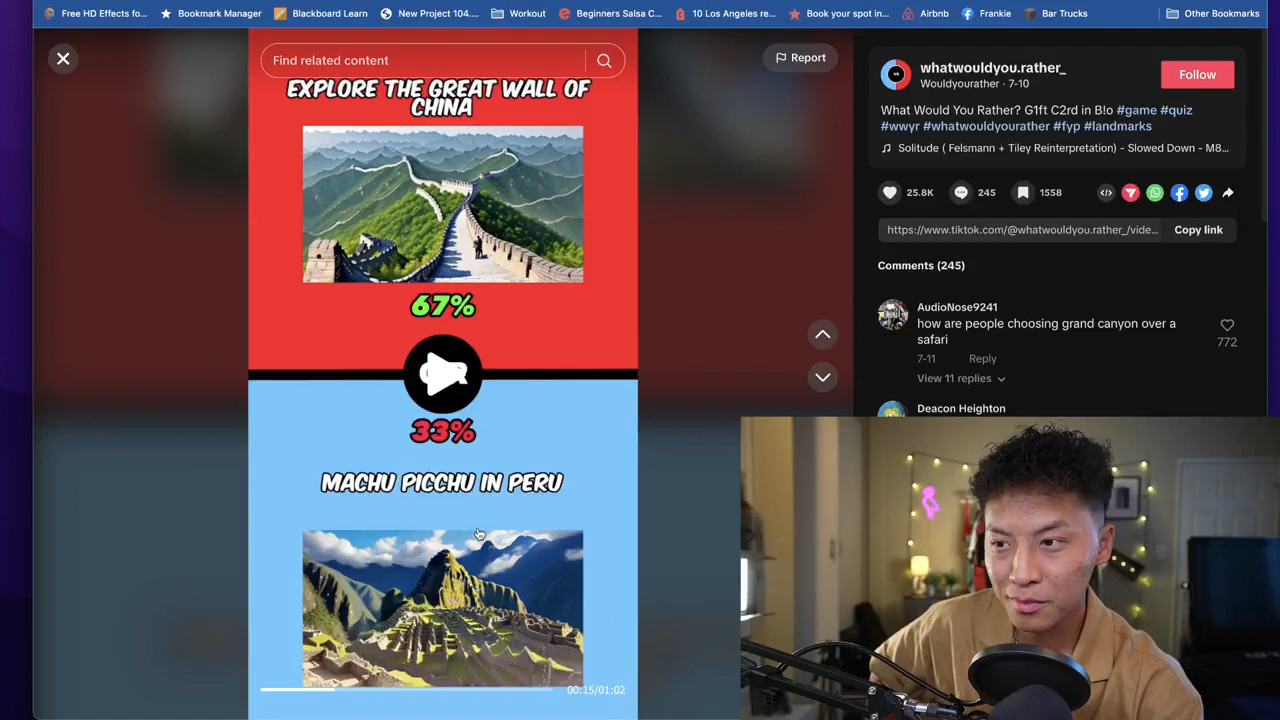 Free HD Effects fo...
Bookmark Manager
Blackboard Learn
New Project 104....
Workout
Beginners Salsa C...
10 Los Angeles re...
Book your spot in...
Airbnb
Frankie
Bar Trucks
Other Bookmarks
Find related content
Report
EXPLORE THE GREAT WALL OF
CHINA
67%
33%
MACHU PICCHU IN PERU
00:15/01:02
whatwouldyou.rather_
Wouldyourather · 7-10
Follow
What Would You Rather? G1ft C2rd in B!o #game #quiz
#wwyr #whatwouldyourather #fyp #landmarks
Solitude ( Felsmann + Tiley Reinterpretation) - Slowed Down - M8...
25.8K
245
1558
https://www.tiktok.com/@whatwouldyou.rather_/vide...
Copy link
Comments (245)
AudioNose9241
how are people choosing grand canyon over a
safari
772
7-11
Reply
View 11 replies
Deacon Heighton